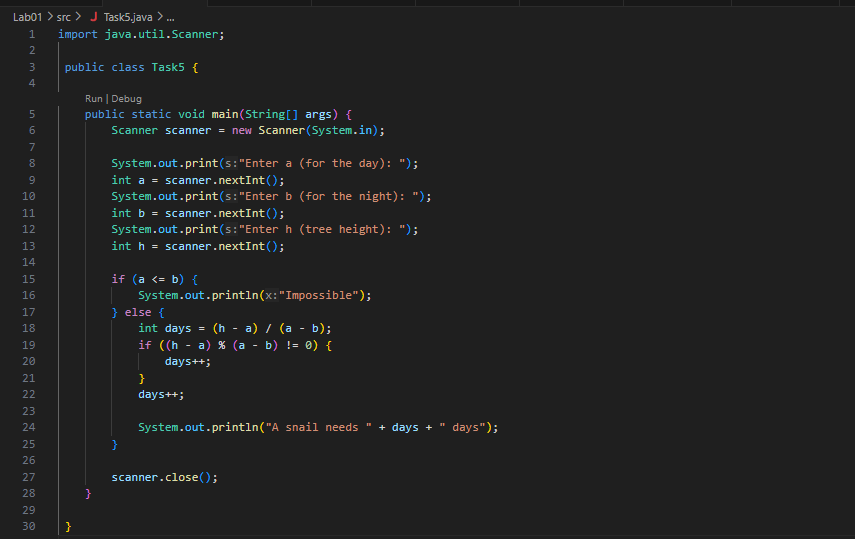 Lab01 > src > J Task5.java > ...
1 import java.util.Scanner;
2
3 public class Task5 {
4
Run | Debug
5 public static void main(String[] args) {
6 Scanner scanner = new Scanner(System.in);
7
8 System.out.print(s:"Enter a (for the day): ");
9 int a = scanner.nextInt();
10 System.out.print(s:"Enter b (for the night): ");
11 int b = scanner.nextInt();
12 System.out.print(s:"Enter h (tree height): ");
13 int h = scanner.nextInt();
14
15 if (a <= b) {
16 System.out.println(x:"Impossible");
17 } else {
18 int days = (h - a) / (a - b);
19 if ((h - a) % (a - b) != 0) {
20 days++;
21 }
22 days++;
23
24 System.out.println("A snail needs " + days + " days");
25 }
26
27 scanner.close();
28 }
29
30 }